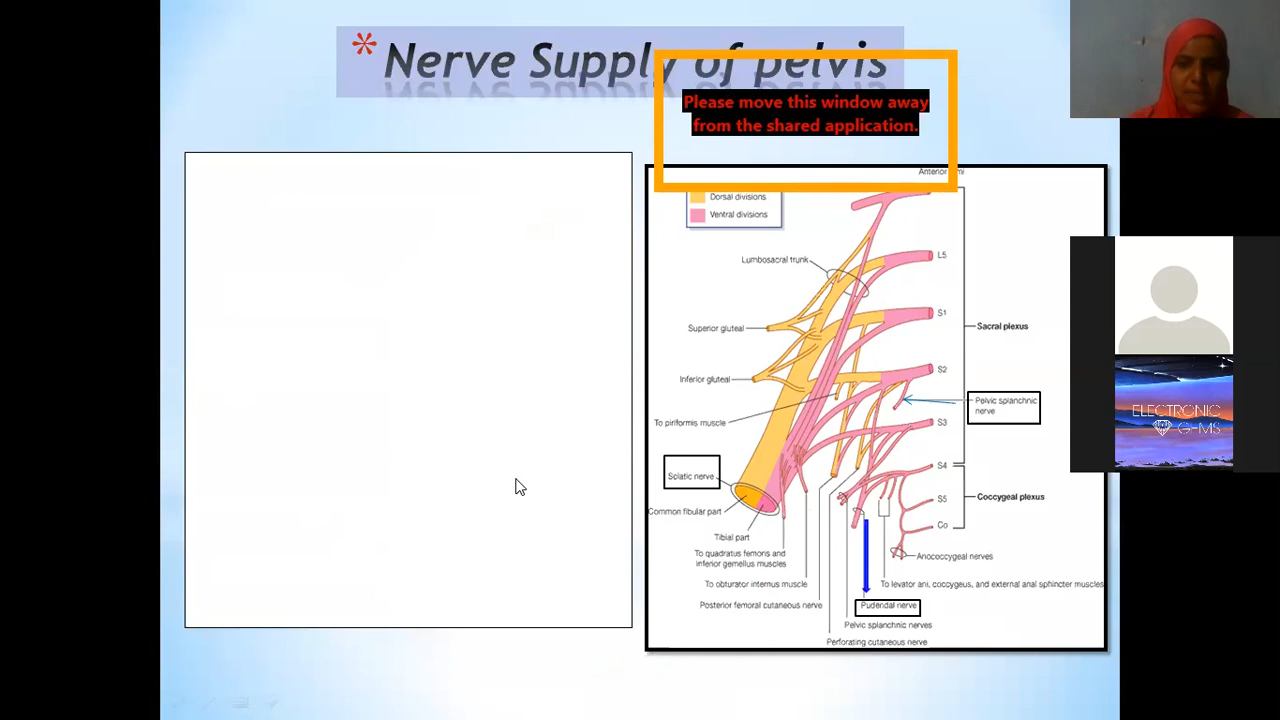 * Nerve Supply of pelvis
Please move this window away
from the shared application.
Dorsal divisions
Ventral divisions
Lumbosacral trunk
L5
Superior gluteal
S1
Sacral plexus
Inferior gluteal
S2
Pelvic splanchnic
nerve
To piriformis muscle
S3
Sciatic nerve
S4
Common fibular part
S5
Coccygeal plexus
Tibial part
Co
To quadratus femoris and
inferior gemellus muscles
Anococcygeal nerves
To obturator internus muscle
To levator ani, coccygeus, and external anal sphincter muscles
Posterior femoral cutaneous nerve
Pudendal nerve
Pelvic splanchnic nerves
Perforating cutaneous nerve
ELECTRONIC
GEMS